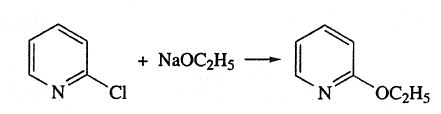 N Cl + NaOC₂H₅ → N OC₂H₅